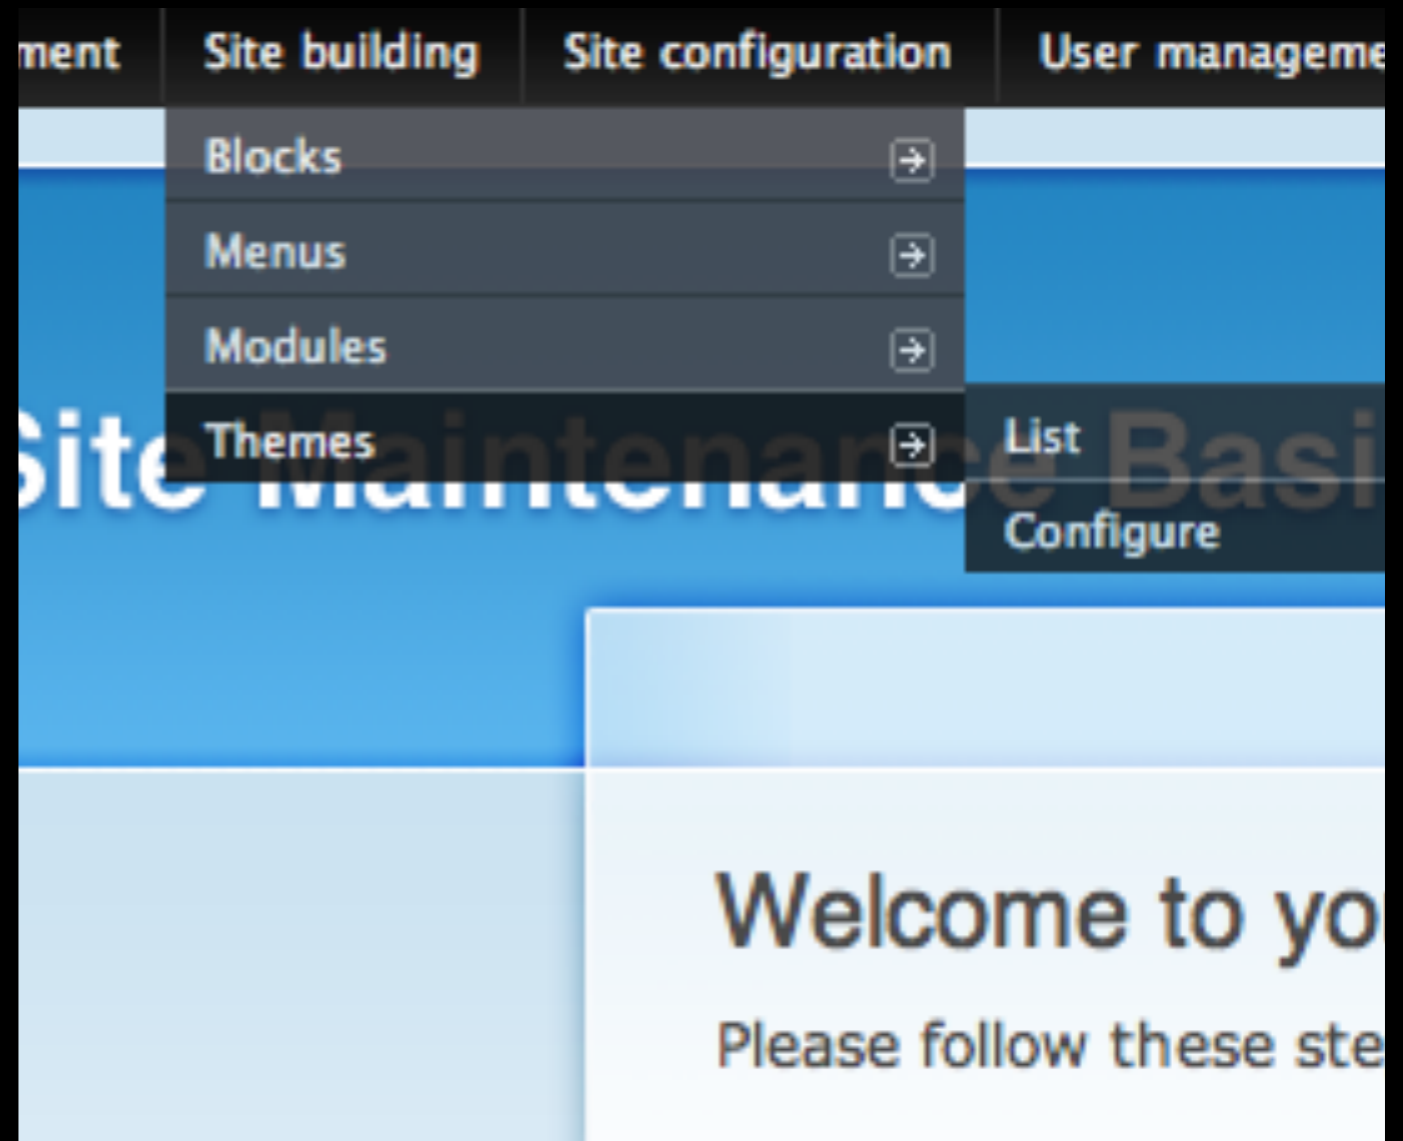 ment Site building Site configuration User manageme
Blocks
Menus
Modules
Themes
List
Configure
Site Maintenance Basi
Welcome to yo
Please follow these ste